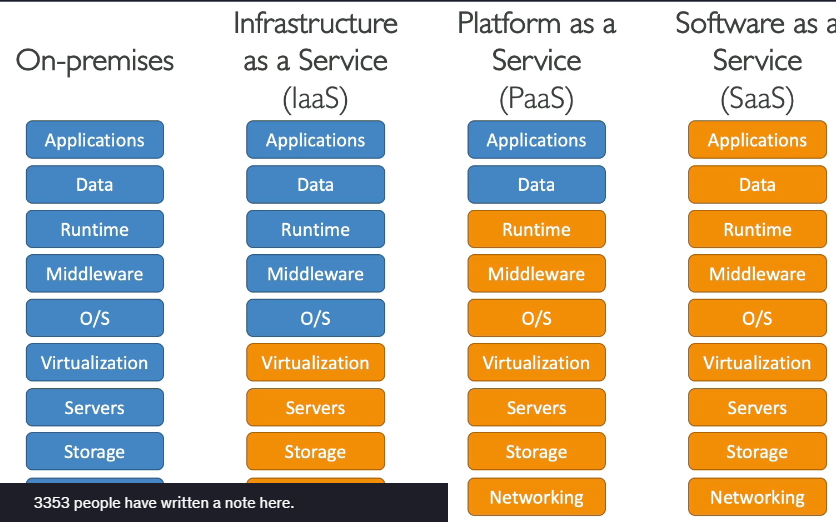 On-premises
Infrastructure
as a Service
(IaaS)
Platform as a
Service
(PaaS)
Software as a
Service
(SaaS)
Applications
Applications
Applications
Applications
Data
Data
Data
Data
Runtime
Runtime
Runtime
Runtime
Middleware
Middleware
Middleware
Middleware
O/S
O/S
O/S
O/S
Virtualization
Virtualization
Virtualization
Virtualization
Servers
Servers
Servers
Servers
Storage
Storage
Storage
Storage
Networking
Networking
3353 people have written a note here.